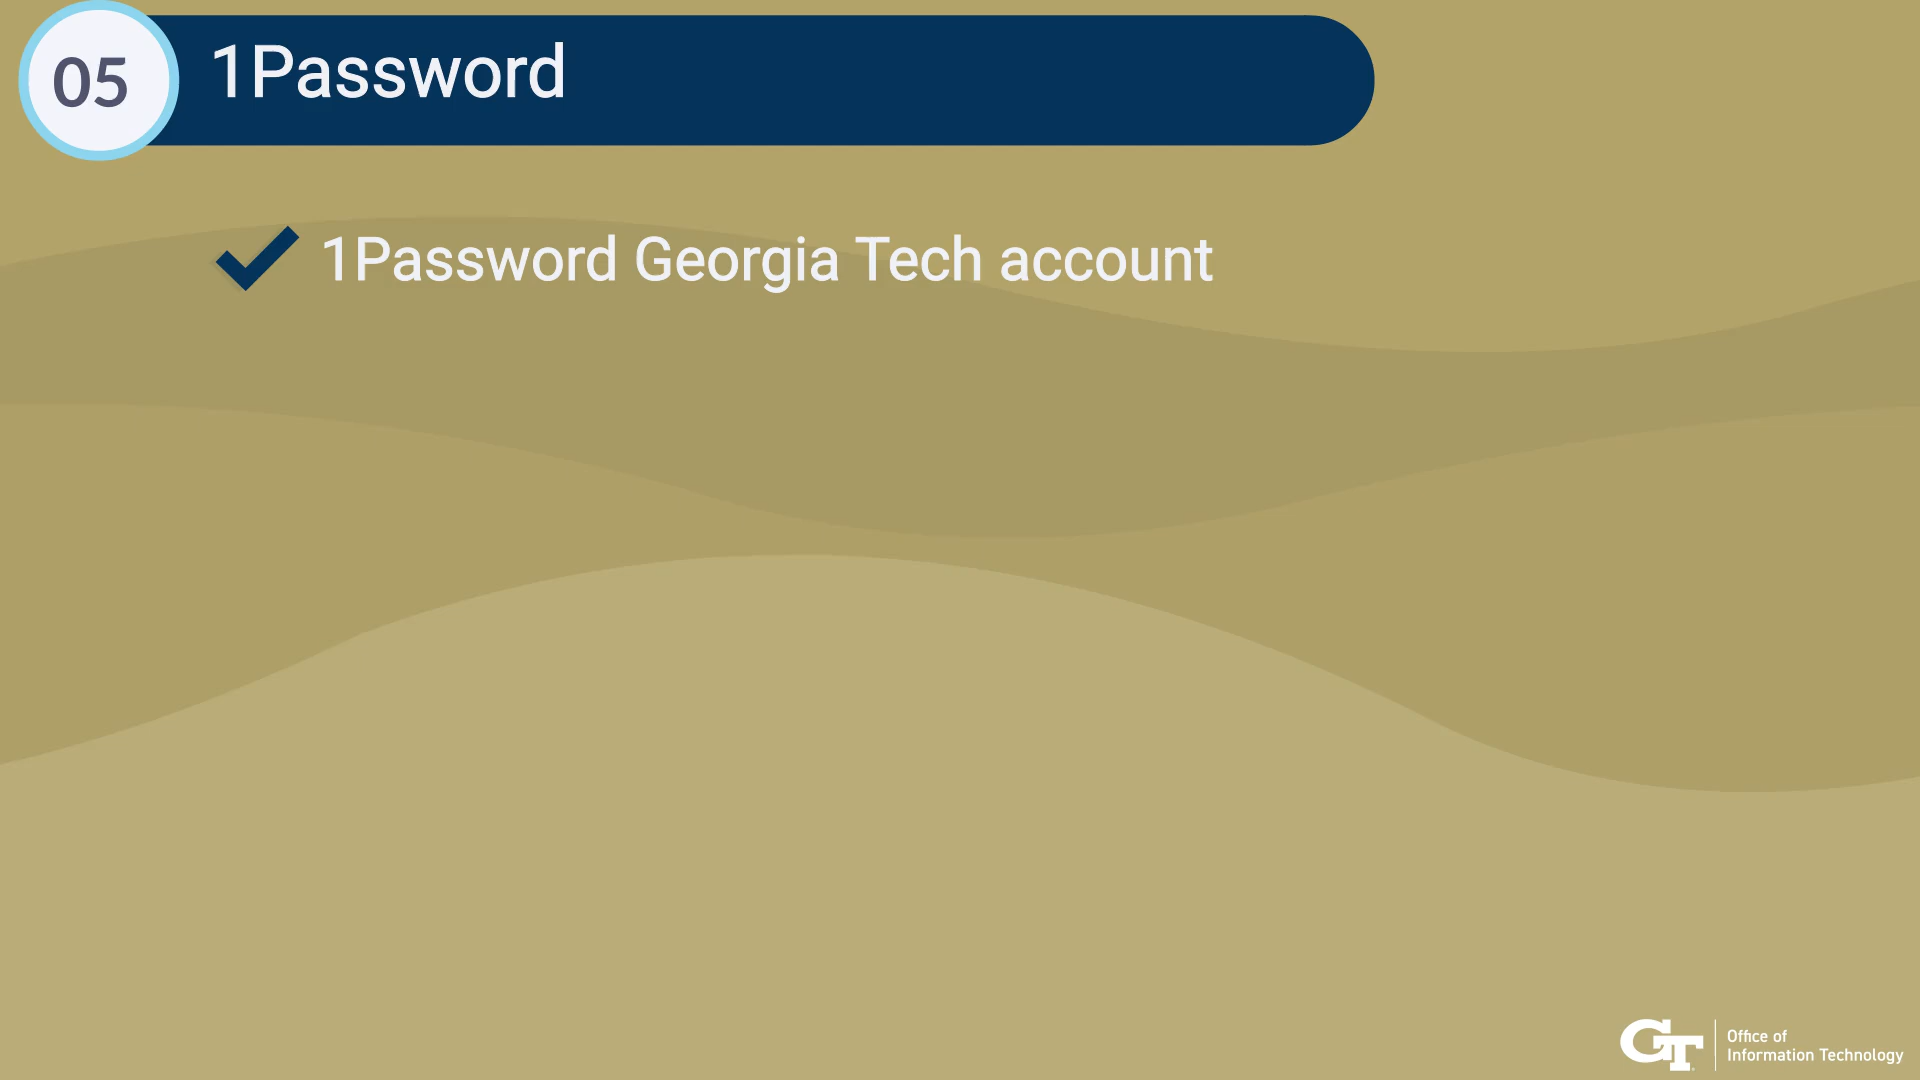 05
1Password
1Password Georgia Tech account
GT
Office of
Information Technology